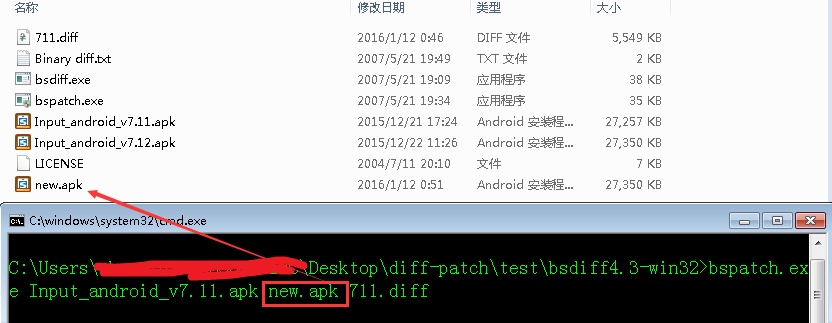 名称 修改日期 类型 大小
711.diff 2016/1/12 0:46 DIFF 文件 5,549 KB
Binary diff.txt 2007/5/21 19:49 TXT 文件 2 KB
bsdiff.exe 2007/5/21 19:09 应用程序 38 KB
bspatch.exe 2007/5/21 19:34 应用程序 35 KB
Input_android_v7.11.apk 2015/12/21 17:24 Android 安装程... 27,257 KB
Input_android_v7.12.apk 2015/12/22 11:26 Android 安装程... 27,350 KB
LICENSE 2004/7/11 20:10 文件 7 KB
new.apk 2016/1/12 0:51 Android 安装程... 27,350 KB
C:\windows\system32\cmd.exe
C:\Users\ \Desktop\diff-patch\test\bsdiff4.3-win32>bspatch.ex
e Input_android_v7.11.apk new.apk 711.diff